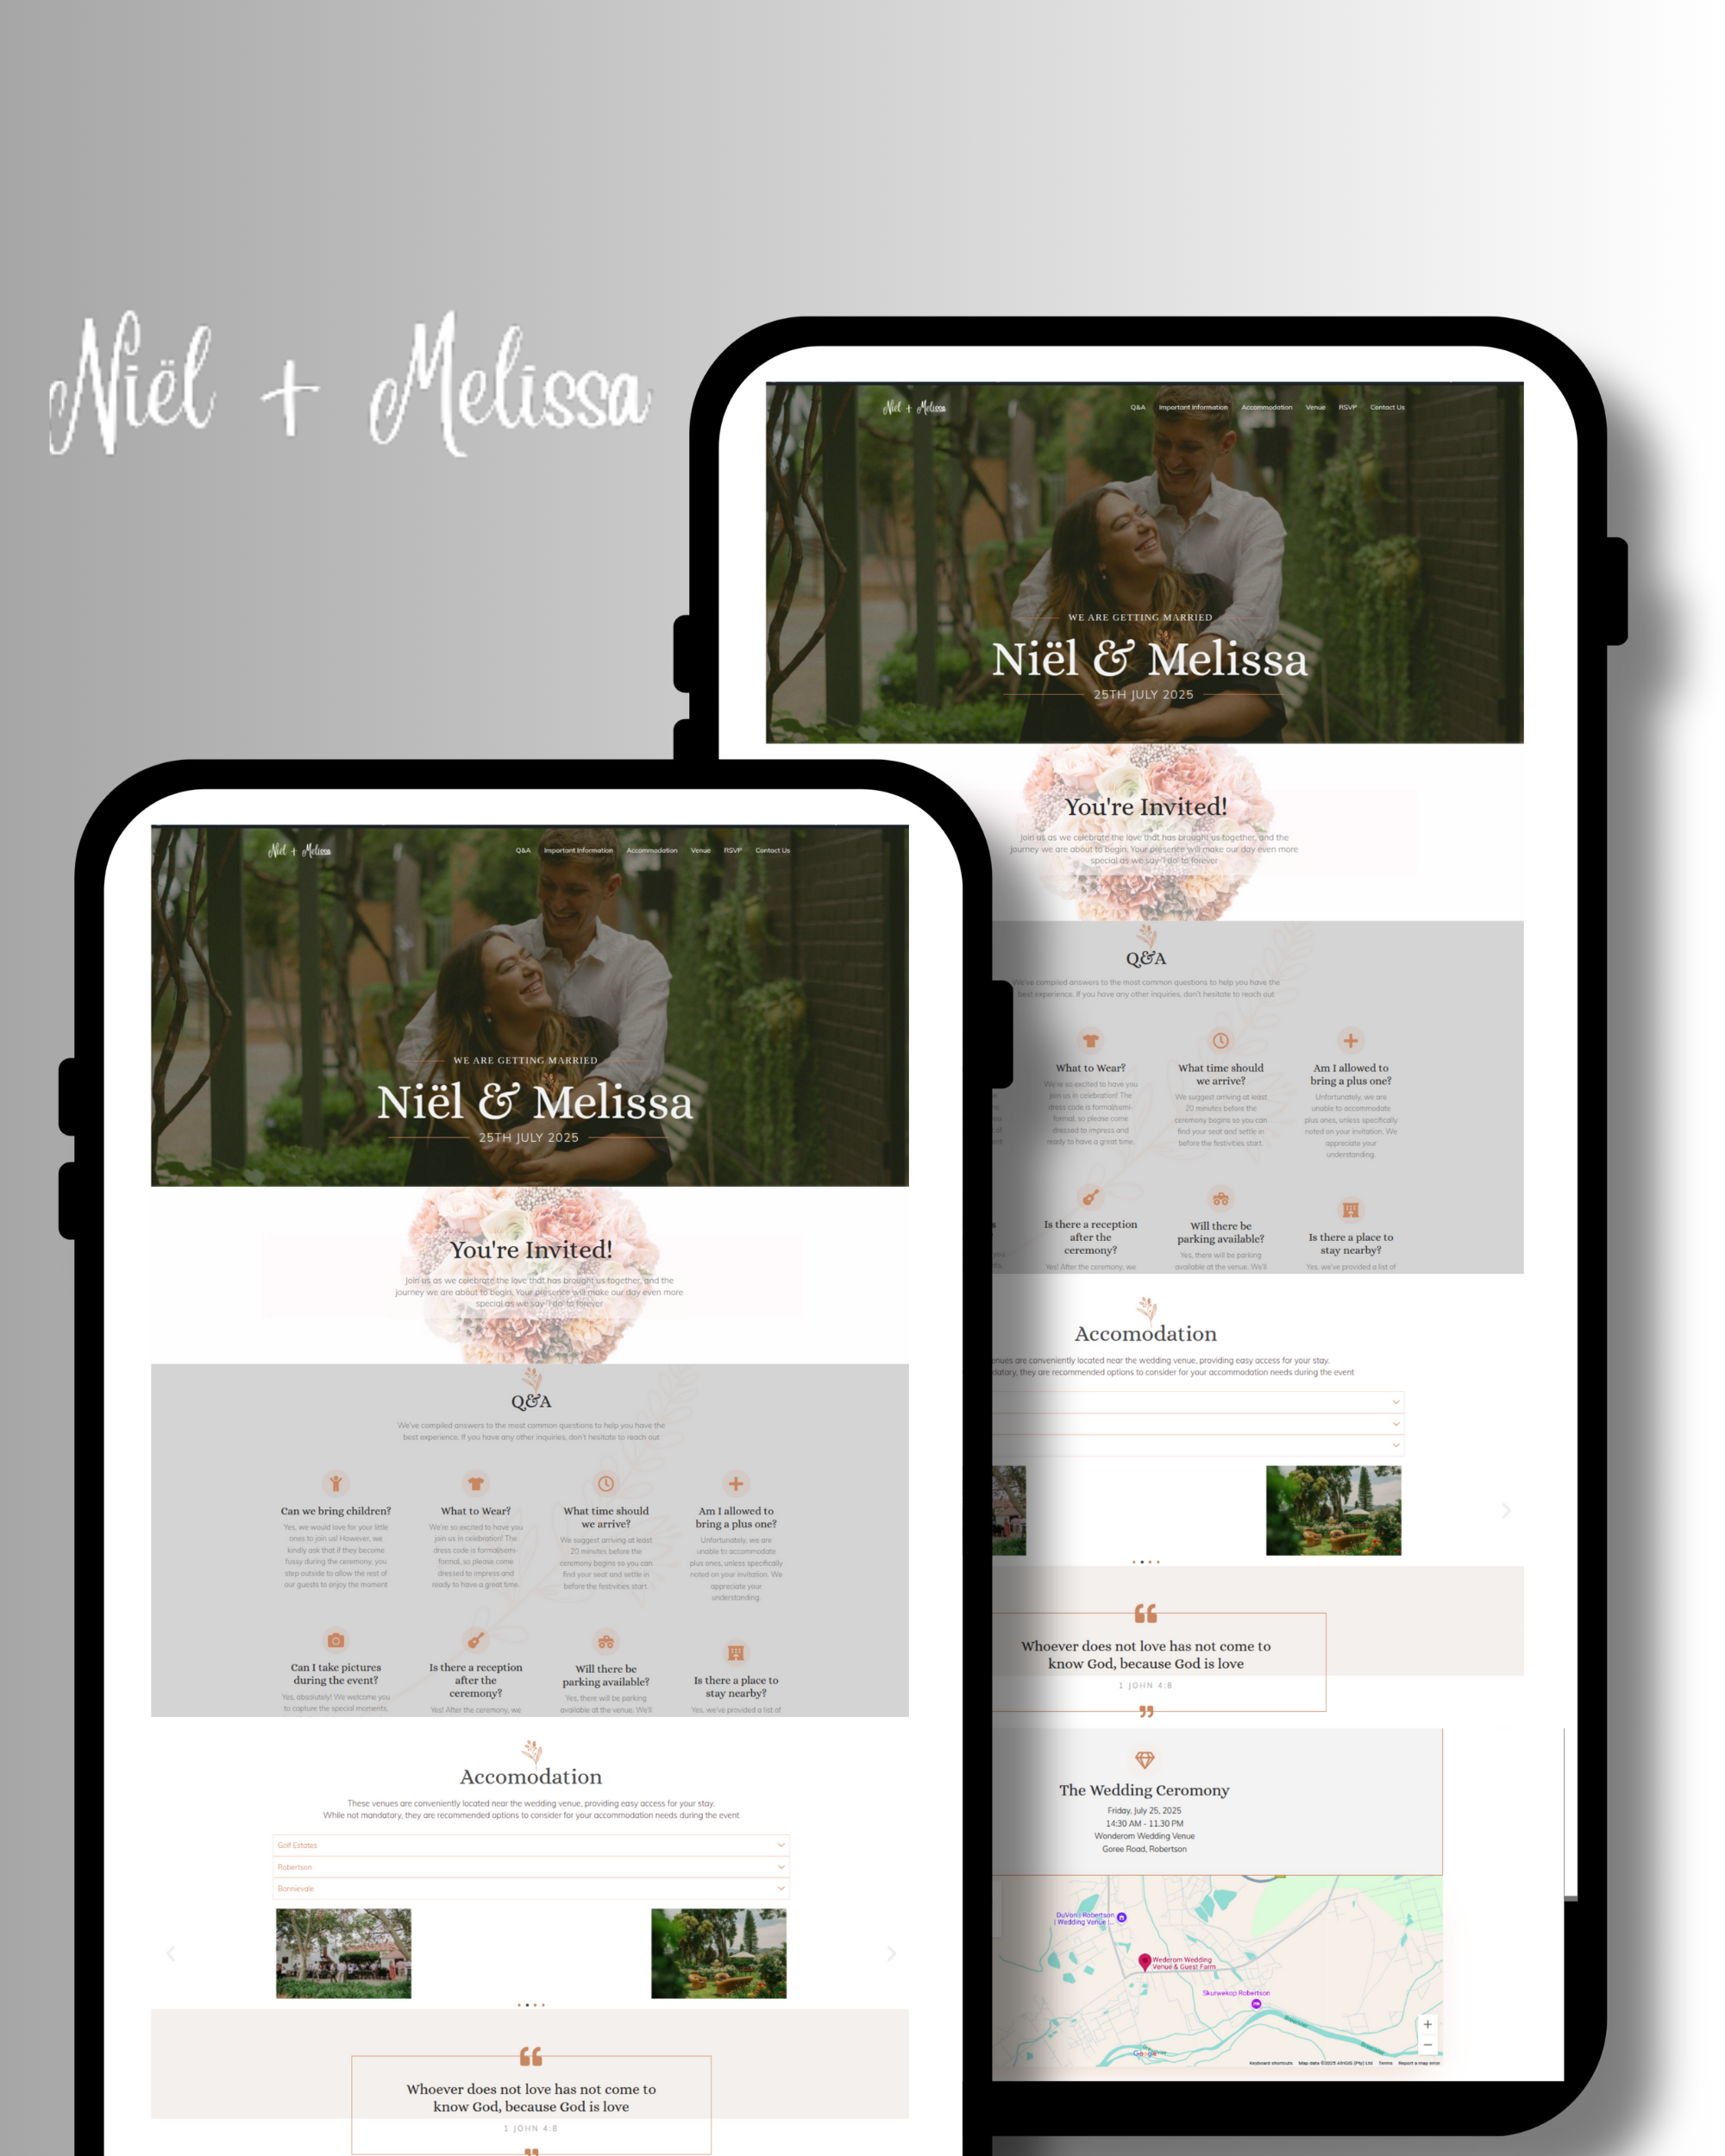 Niël + Melissa
Niël + Melissa
Q&A Important Information Accommodation Venue RSVP Contact Us
WE ARE GETTING MARRIED
Niël & Melissa
25TH JULY 2025
You're Invited!
Join us as we celebrate the love that has brought us together, and the
journey we are about to begin. Your presence will make our day even more
special as we say 'I do' to forever
Q&A
We've compiled answers to the most common questions to help you have the
best experience. If you have any other inquiries, don't hesitate to reach out
What to Wear?
We're so excited to have you
join us in celebration! The
dress code is formal/semi-
formal, so please come
dressed to impress and
ready to have a great time.
What time should
we arrive?
We suggest arriving at least
20 minutes before the
ceremony begins so you can
find your seat and settle in
before the festivities start.
Am I allowed to
bring a plus one?
Unfortunately, we are
unable to accommodate
plus ones, unless specifically
noted on your invitation. We
appreciate your
understanding.
Is there a reception
after the
ceremony?
Yes! After the ceremony, we
Will there be
parking available?
Yes, there will be parking
available at the venue. We'll
Is there a place to
stay nearby?
Yes, we've provided a list of
Accomodation
enues are conveniently located near the wedding venue, providing easy access for your stay.
datory, they are recommended options to consider for your accommodation needs during the event
Whoever does not love has not come to
know God, because God is love
1 JOHN 4:8
The Wedding Ceromony
Friday, July 25, 2025
14:30 AM - 11.30 PM
Wonderom Wedding Venue
Goree Road, Robertson
DuVon | Robertson
| Wedding Venue |...
Wederom Wedding
Venue & Guest Farm
Skurwekop Robertson
Google
Keyboard shortcuts Map data ©2025 AfriGIS (Pty) Ltd Terms Report a map error
Niël + Melissa
Q&A Important Information Accommodation Venue RSVP Contact Us
WE ARE GETTING MARRIED
Niël & Melissa
25TH JULY 2025
You're Invited!
Join us as we celebrate the love that has brought us together, and the
journey we are about to begin. Your presence will make our day even more
special as we say 'I do' to forever
Q&A
We've compiled answers to the most common questions to help you have the
best experience. If you have any other inquiries, don't hesitate to reach out
Can we bring children?
Yes, we would love for your little
ones to join us! However, we
kindly ask that if they become
fussy during the ceremony, you
step outside to allow the rest of
our guests to enjoy the moment
What to Wear?
We're so excited to have you
join us in celebration! The
dress code is formal/semi-
formal, so please come
dressed to impress and
ready to have a great time.
What time should
we arrive?
We suggest arriving at least
20 minutes before the
ceremony begins so you can
find your seat and settle in
before the festivities start.
Am I allowed to
bring a plus one?
Unfortunately, we are
unable to accommodate
plus ones, unless specifically
noted on your invitation. We
appreciate your
understanding.
Can I take pictures
during the event?
Yes, absolutely! We welcome you
to capture the special moments,
Is there a reception
after the
ceremony?
Yes! After the ceremony, we
Will there be
parking available?
Yes, there will be parking
available at the venue. We'll
Is there a place to
stay nearby?
Yes, we've provided a list of
Accomodation
These venues are conveniently located near the wedding venue, providing easy access for your stay.
While not mandatory, they are recommended options to consider for your accommodation needs during the event
Golf Estates
Robertson
Bonnievale
Whoever does not love has not come to
know God, because God is love
1 JOHN 4:8